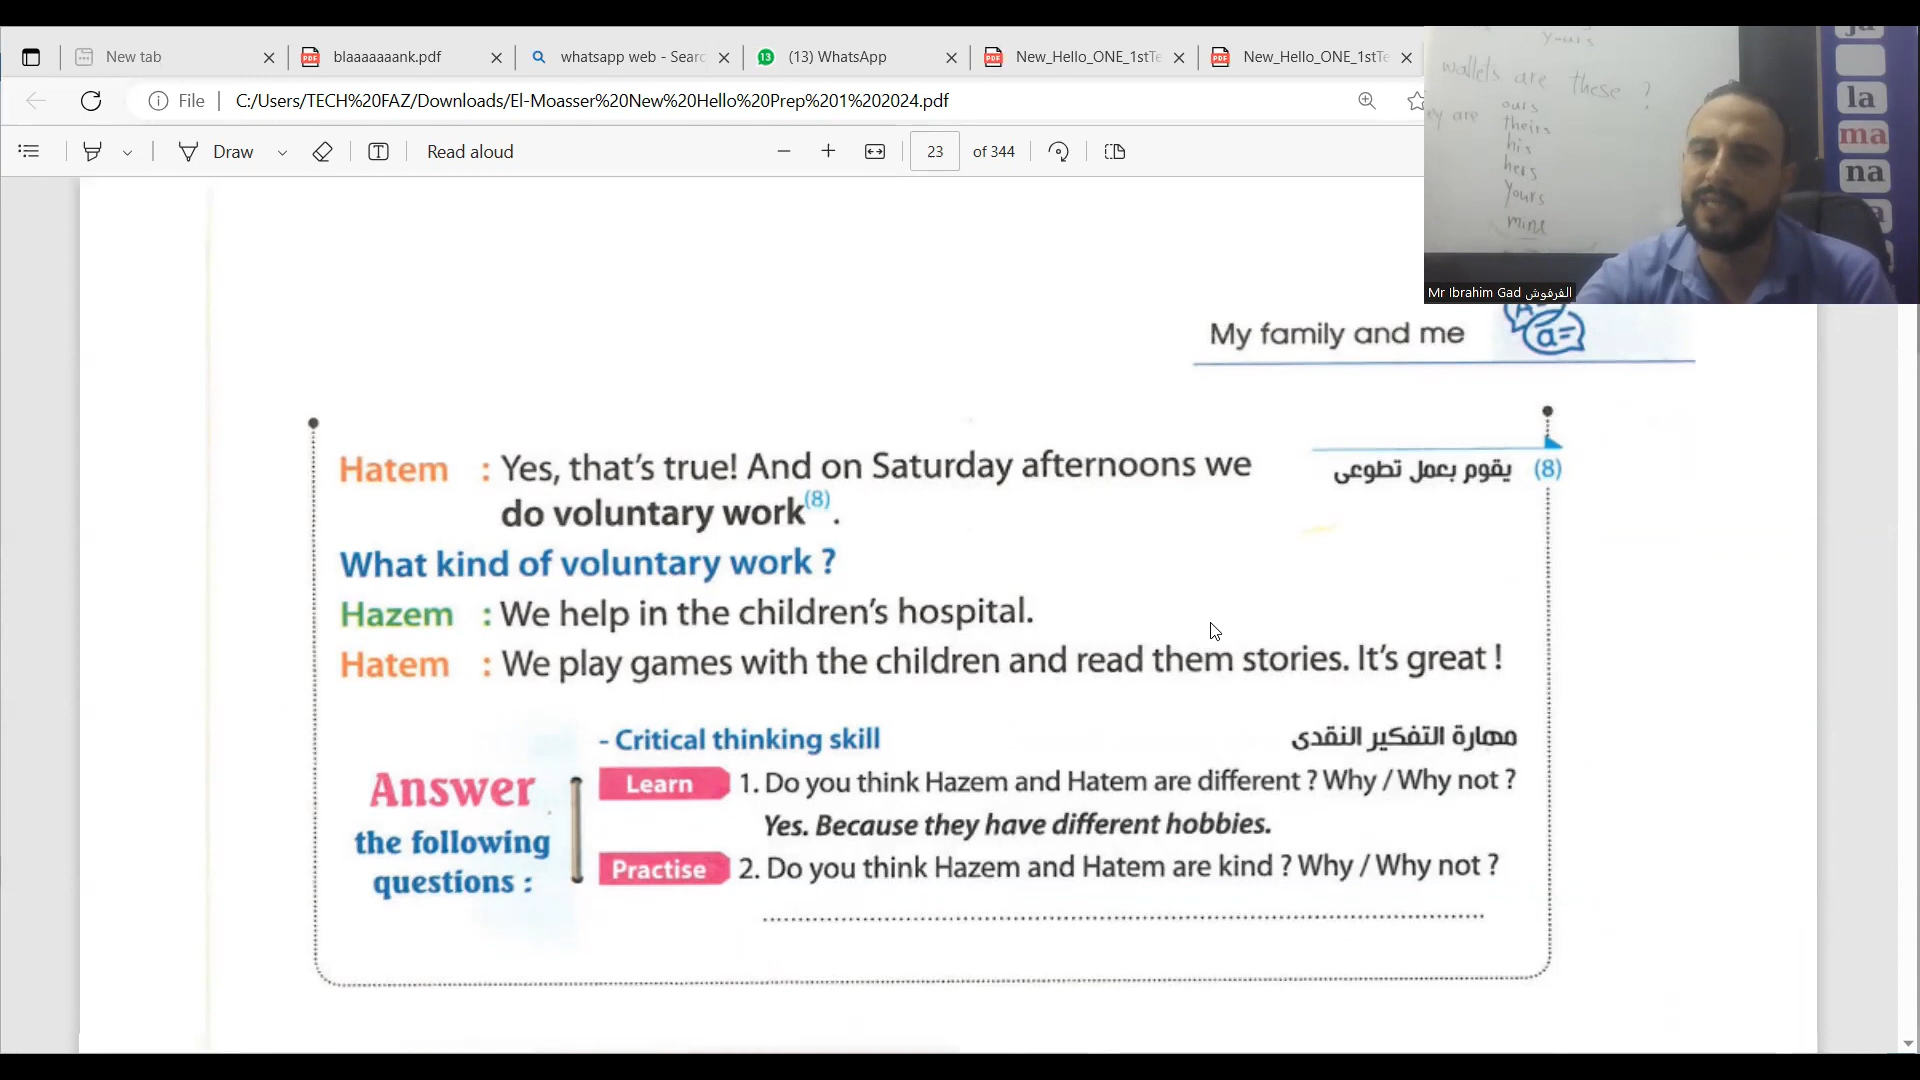 New tab
blaaaaaaank.pdf
whatsapp web - Searc
(13) WhatsApp
New_Hello_ONE_1stTe
New_Hello_ONE_1stTe
File
C:/Users/TECH%20FAZ/Downloads/El-Moasser%20New%20Hello%20Prep%201%202024.pdf
Draw
Read aloud
23 of 344
yours
wallets are these ?
are ours
theirs
his
hers
yours
mine
la
ma
na
Mr Ibrahim Gad الفرفوش
My family and me
Hatem : Yes, that's true! And on Saturday afternoons we
do voluntary work(8).
(8) يقوم بعمل تطوعى
What kind of voluntary work ?
Hazem : We help in the children's hospital.
Hatem : We play games with the children and read them stories. It's great !
- Critical thinking skill
مهارة التفكير النقدى
Answer
the following
questions :
Learn 1. Do you think Hazem and Hatem are different ? Why / Why not ?
Yes. Because they have different hobbies.
Practise 2. Do you think Hazem and Hatem are kind ? Why / Why not ?